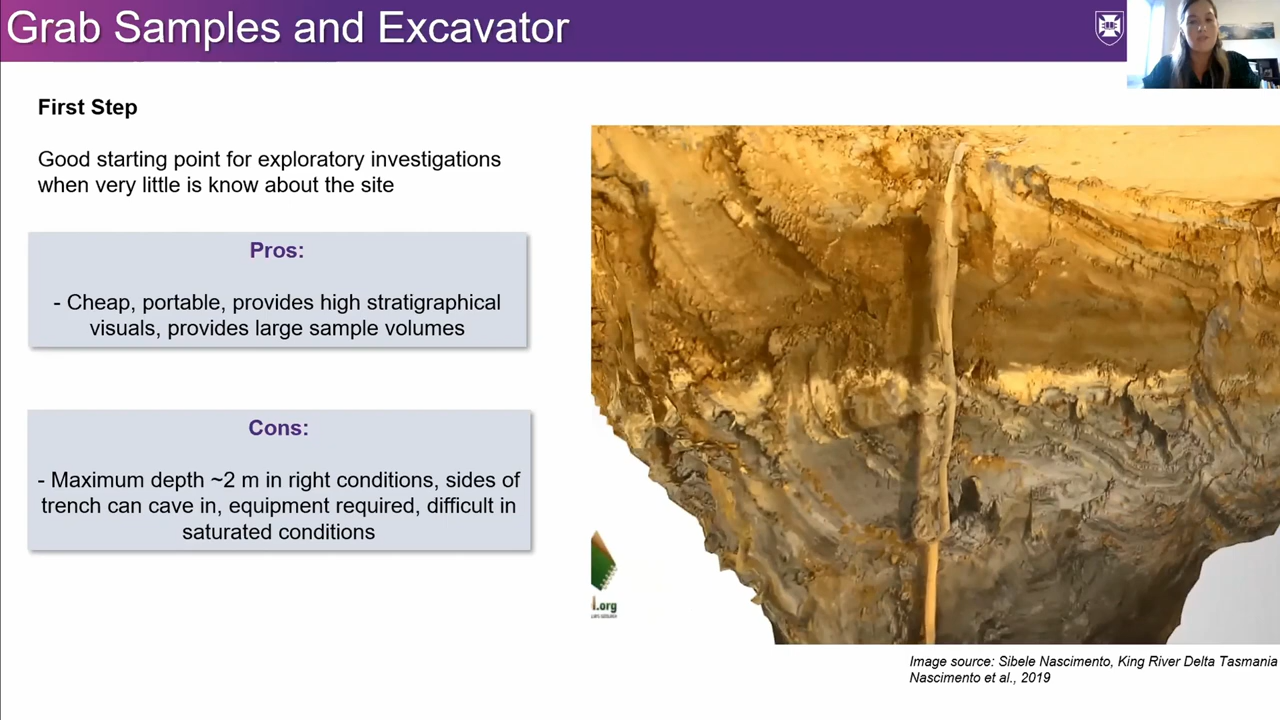 Grab Samples and Excavator
First Step
Good starting point for exploratory investigations
when very little is know about the site
Pros:
- Cheap, portable, provides high stratigraphical
visuals, provides large sample volumes
Cons:
- Maximum depth ~2 m in right conditions, sides of
trench can cave in, equipment required, difficult in
saturated conditions
l.org
Image source: Sibele Nascimento, King River Delta Tasmania
Nascimento et al., 2019